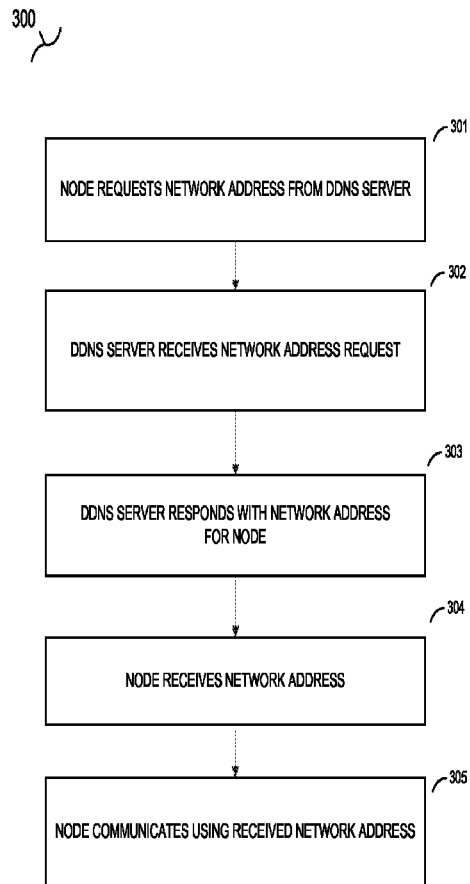 300
301
NODE REQUESTS NETWORK ADDRESS FROM DDNS SERVER
302
DDNS SERVER RECEIVES NETWORK ADDRESS REQUEST
303
DDNS SERVER RESPONDS WITH NETWORK ADDRESS
FOR NODE
304
NODE RECEIVES NETWORK ADDRESS
305
NODE COMMUNICATES USING RECEIVED NETWORK ADDRESS